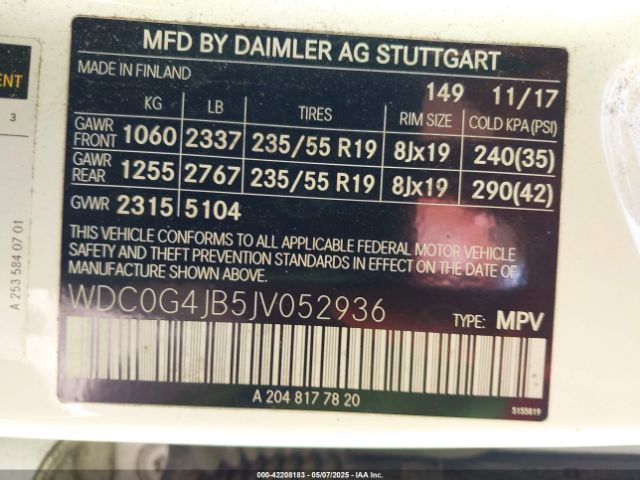 MFD BY DAIMLER AG STUTTGART
MADE IN FINLAND
149 11/17
KG LB TIRES RIM SIZE COLD KPA(PSI)
GAWR FRONT 1060 2337 235/55 R19 8Jx19 240(35)
GAWR REAR 1255 2767 235/55 R19 8Jx19 290(42)
GVWR 2315 5104
THIS VEHICLE CONFORMS TO ALL APPLICABLE FEDERAL MOTOR VEHICLE
SAFETY AND THEFT PREVENTION STANDARDS IN EFFECT
ON THE DATE OF MANUFACTURE SHOWN ABOVE.
WDC0G4JB5JV052936
TYPE: MPV
A 204 817 78 20
5155819
ENT
3
A 253 584 07 01
000-42208183 - 05/07/2025 - IAAI.COM